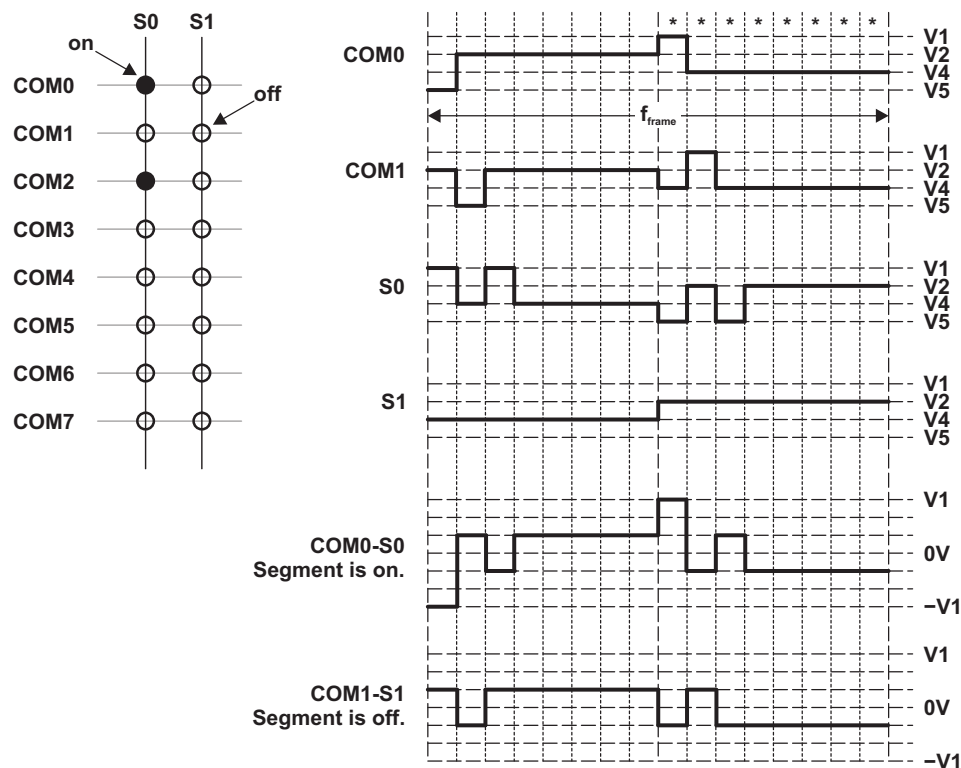 S0 S1
on
COM0
off
COM1
COM2
COM3
COM4
COM5
COM6
COM7
* * * * * * * *
COM0
V1
V2
V4
V5
fframe
COM1
V1
V2
V4
V5
S0
V1
V2
V4
V5
S1
V1
V2
V4
V5
COM0-S0
Segment is on.
V1
0V
–V1
COM1-S1
Segment is off.
V1
0V
–V1